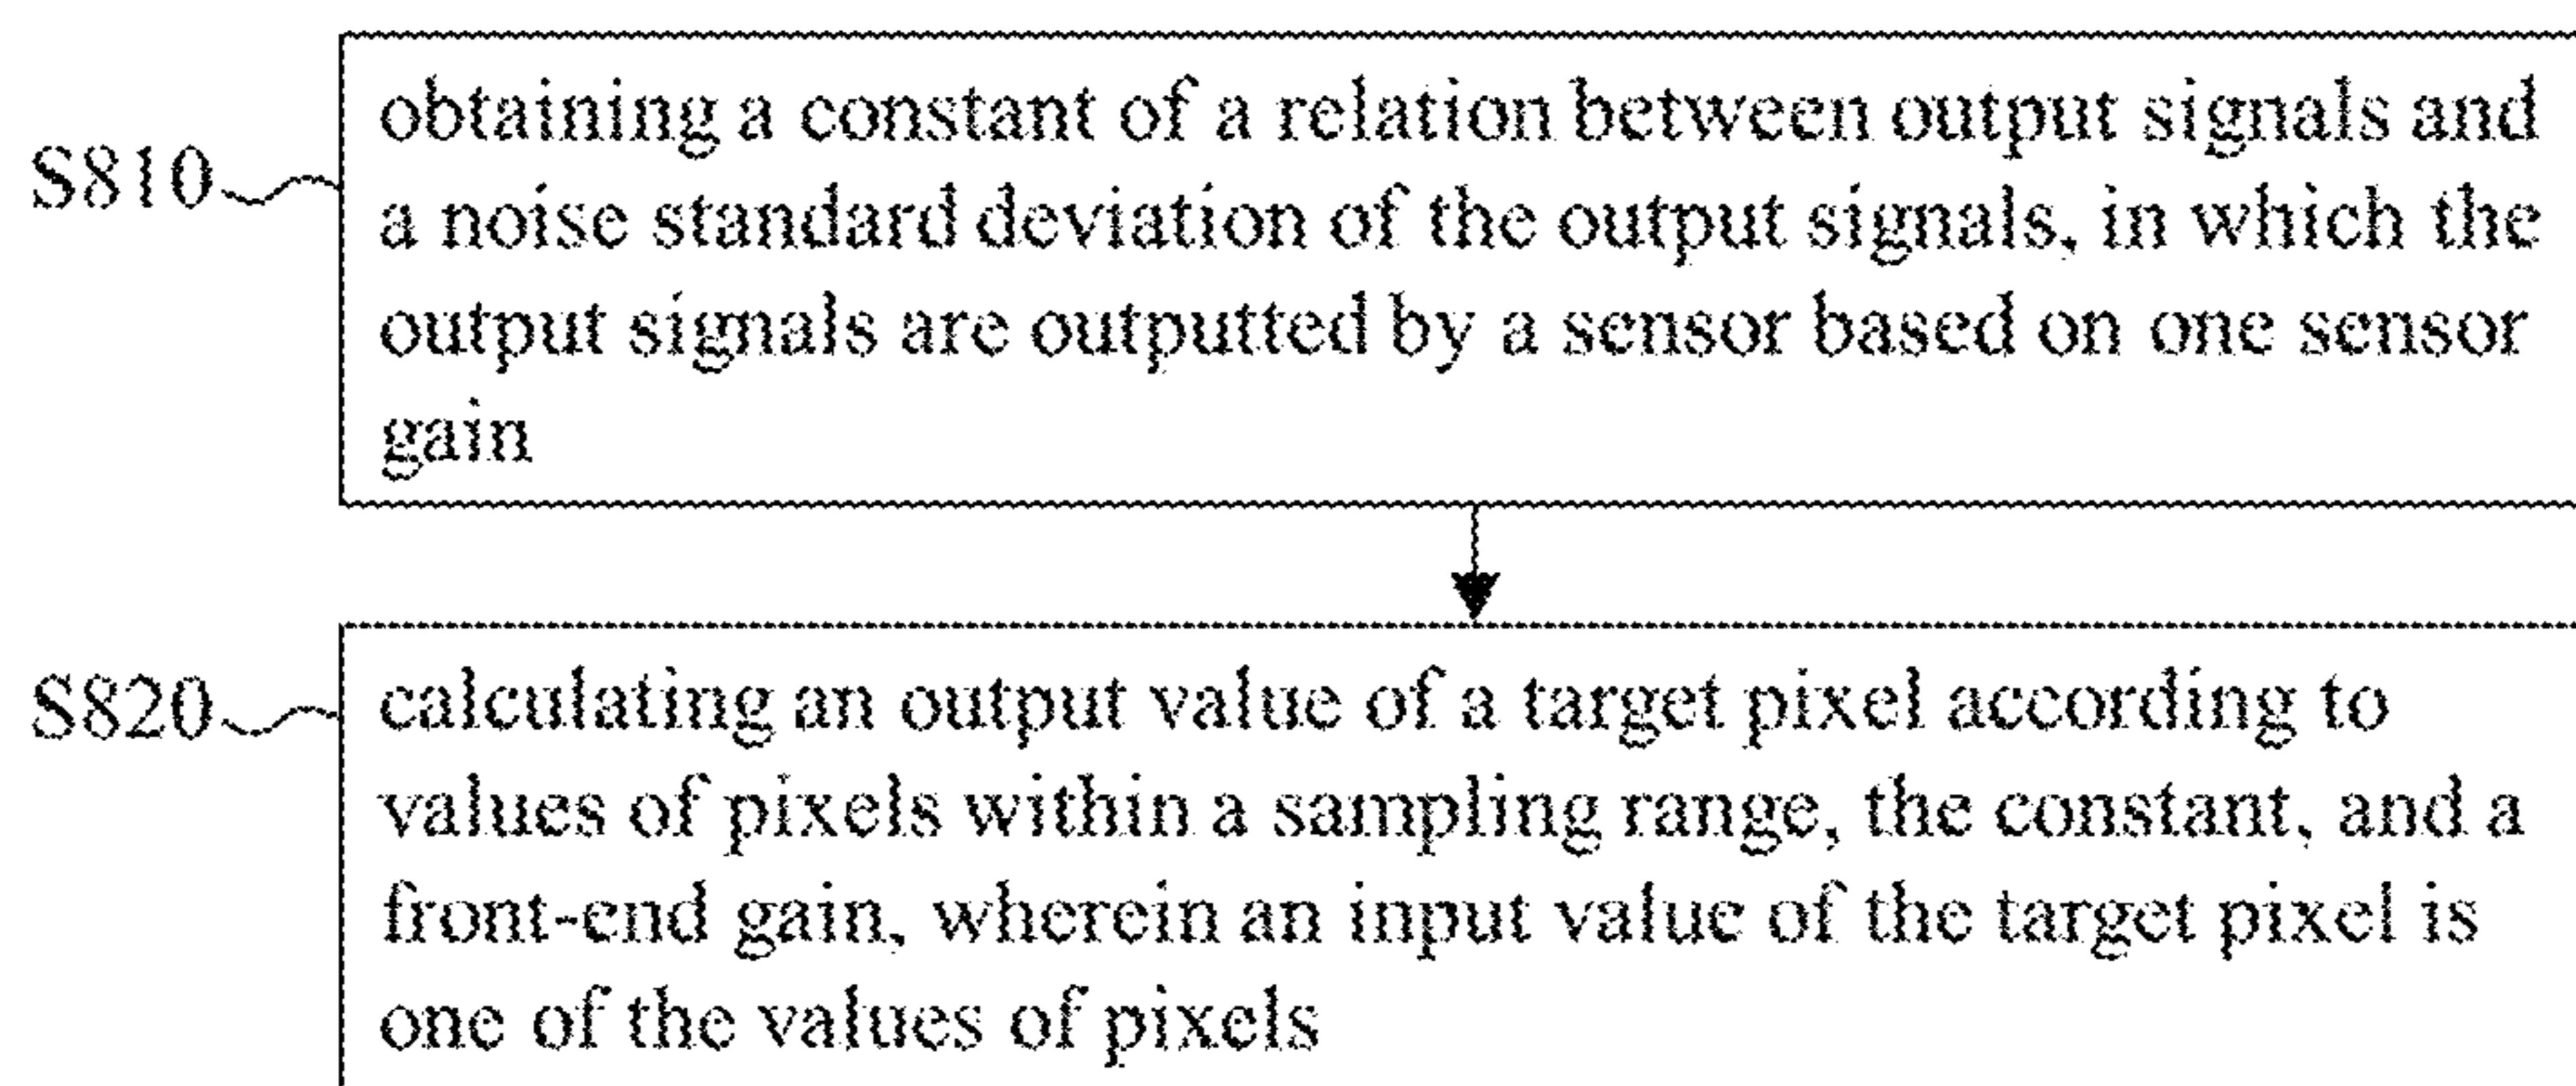 obtaining a constant of a relation between output signals and
S810
a noise standard deviation of the output signals, in which the
output signals are outputted by a sensor based on one sensor
gain
S820
calculating an output value of a target pixel according to
values of pixels within a sampling range, the constant, and a
front-end gain, wherein an input value of the target pixel is
one of the values of pixels